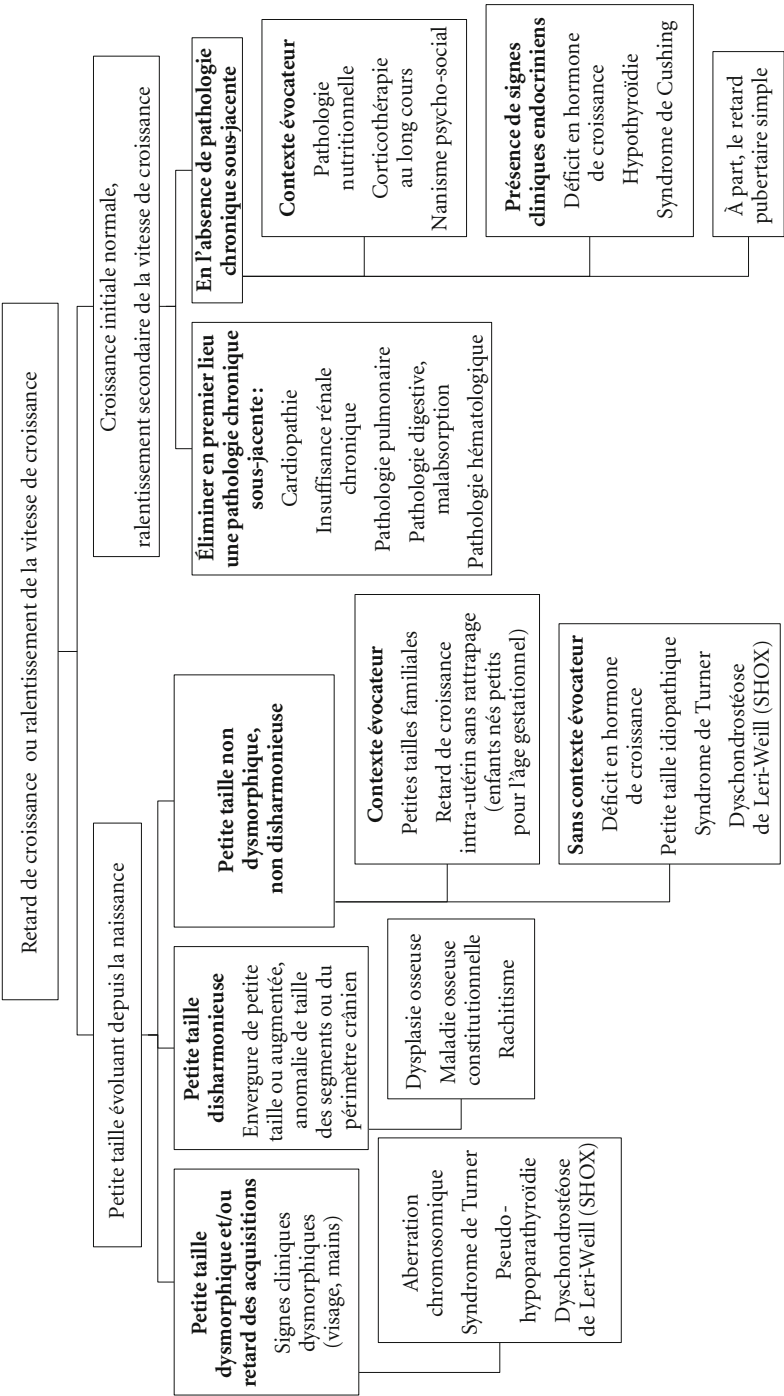 Retard de croissance ou ralentissement de la vitesse de croissance
Petite taille évoluant depuis la naissance
Petite taille
dysmorphique et/ou
retard des acquisitions
Signes cliniques
dysmorphiques
(visage, mains)
Aberration
chromosomique
Syndrome de Turner
Pseudo-
hypoparathyroïdie
Dyschondrostéose
de Leri-Weill (SHOX)
Petite taille
disharmonieuse
Envergure de petite
taille ou augmentée,
anomalie de taille
des segments ou du
périmètre crânien
Dysplasie osseuse
Maladie osseuse
constitutionnelle
Rachitisme
Petite taille non
dysmorphique,
non disharmonieuse
Contexte évocateur
Petites tailles familiales
Retard de croissance
intra-utérin sans rattrapage
(enfants nés petits
pour l'âge gestationnel)
Sans contexte évocateur
Déficit en hormone
de croissance
Petite taille idiopathique
Syndrome de Turner
Dyschondrostéose
de Leri-Weill (SHOX)
Croissance initiale normale,
ralentissement secondaire de la vitesse de croissance
Éliminer en premier lieu
une pathologie chronique
sous-jacente :
Cardiopathie
Insuffisance rénale
chronique
Pathologie pulmonaire
Pathologie digestive,
malabsorption
Pathologie hématologique
En l'absence de pathologie
chronique sous-jacente
Contexte évocateur
Pathologie
nutritionnelle
Corticothérapie
au long cours
Nanisme psycho-social
Présence de signes
cliniques endocriniens
Déficit en hormone
de croissance
Hypothyroïdie
Syndrome de Cushing
À part, le retard
pubertaire simple